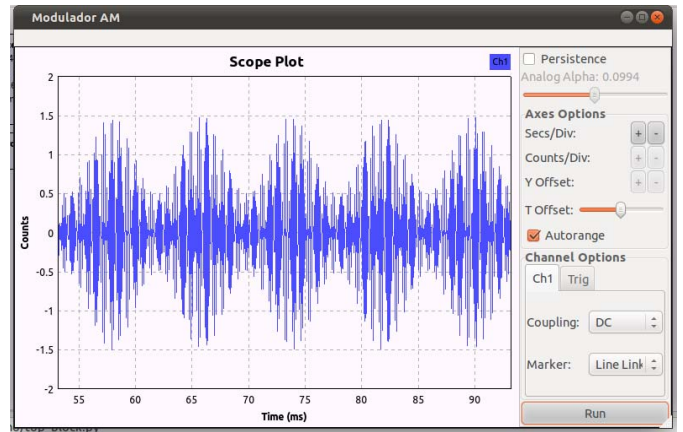 Modulador AM
Scope Plot
Ch1
Persistence
Analog Alpha: 0.0994
Axes Options
Secs/Div: + -
Counts/Div: + -
Y Offset: + -
T Offset:
Autorange
Channel Options
Ch1 Trig
Coupling: DC
Marker: Line Link
Run
Counts
2
1.5
1
0.5
0
-0.5
-1
-1.5
-2
55 60 65 70 75 80 85 90
Time (ms)